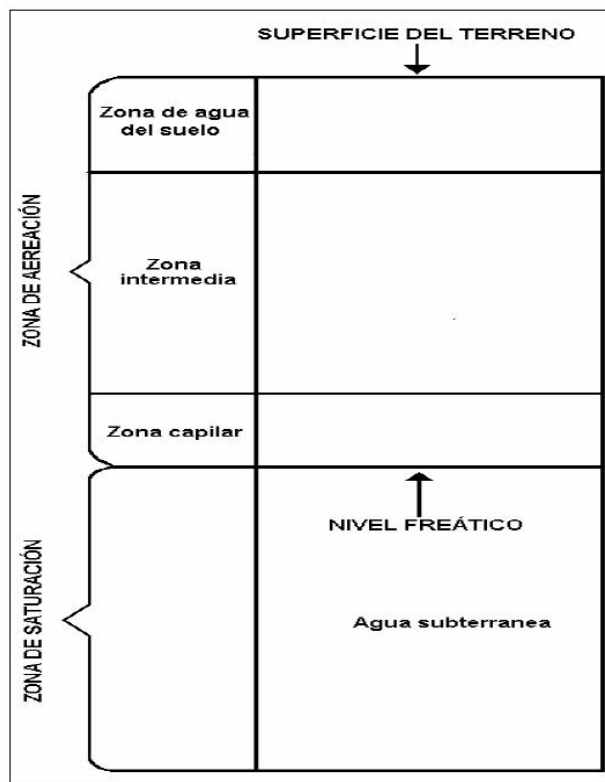 SUPERFICIE DEL TERRENO
Zona de agua
del suelo
ZONA DE AEREACIÓN
Zona
intermedia
Zona capilar
NIVEL FREÁTICO
ZONA DE SATURACIÓN
Agua subterranea